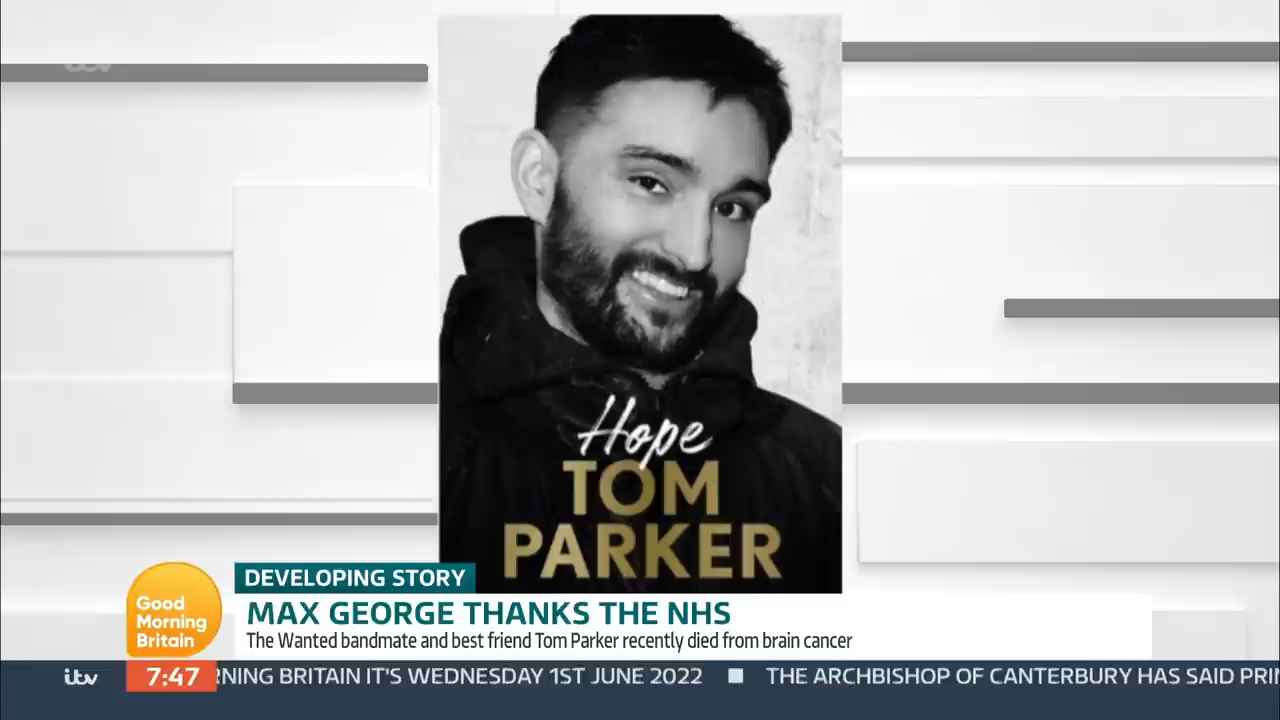 itv
Hope
TOM
PARKER
DEVELOPING STORY
Good
Morning
Britain
MAX GEORGE THANKS THE NHS
The Wanted bandmate and best friend Tom Parker recently died from brain cancer
itv
7:47
RNING BRITAIN IT'S WEDNESDAY 1ST JUNE 2022 ■ THE ARCHBISHOP OF CANTERBURY HAS SAID PRI